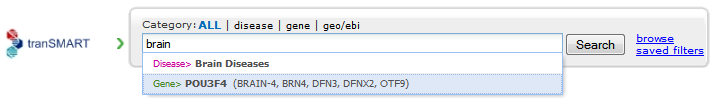 Category: ALL | disease | gene | geo/ebi
tranSMART
brain
Search
browse
saved filters
Disease> Brain Diseases
Gene> POU3F4 (BRAIN-4, BRN4, DFN3, DFNX2, OTF9)